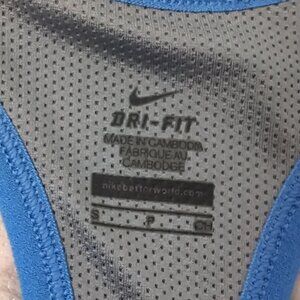 DRI-FIT
MADE IN CAMBODIA
FABRIQUÉ AU
CAMBODGE
nikebetterworld.com
S P CH